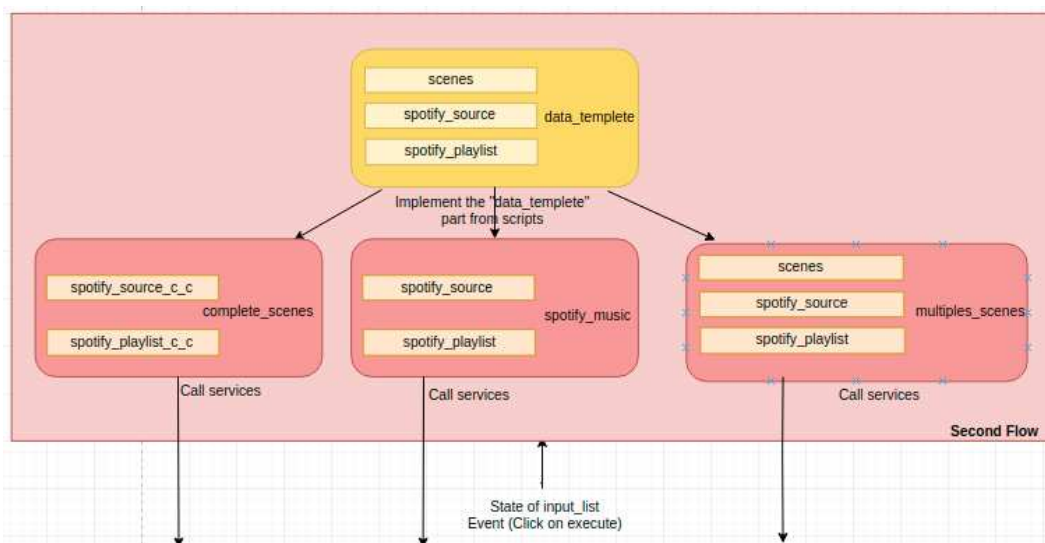 scenes
spotify_source
data_templete
spotify_playlist
Implement the "data_templete"
part from scripts
spotify_source_c_c
complete_scenes
spotify_playlist_c_c
spotify_source
spotify_music
spotify_playlist
scenes
spotify_source
multiples_scenes
spotify_playlist
Call services
Call services
Call services
Second Flow
State of input_list
Event (Click on execute)